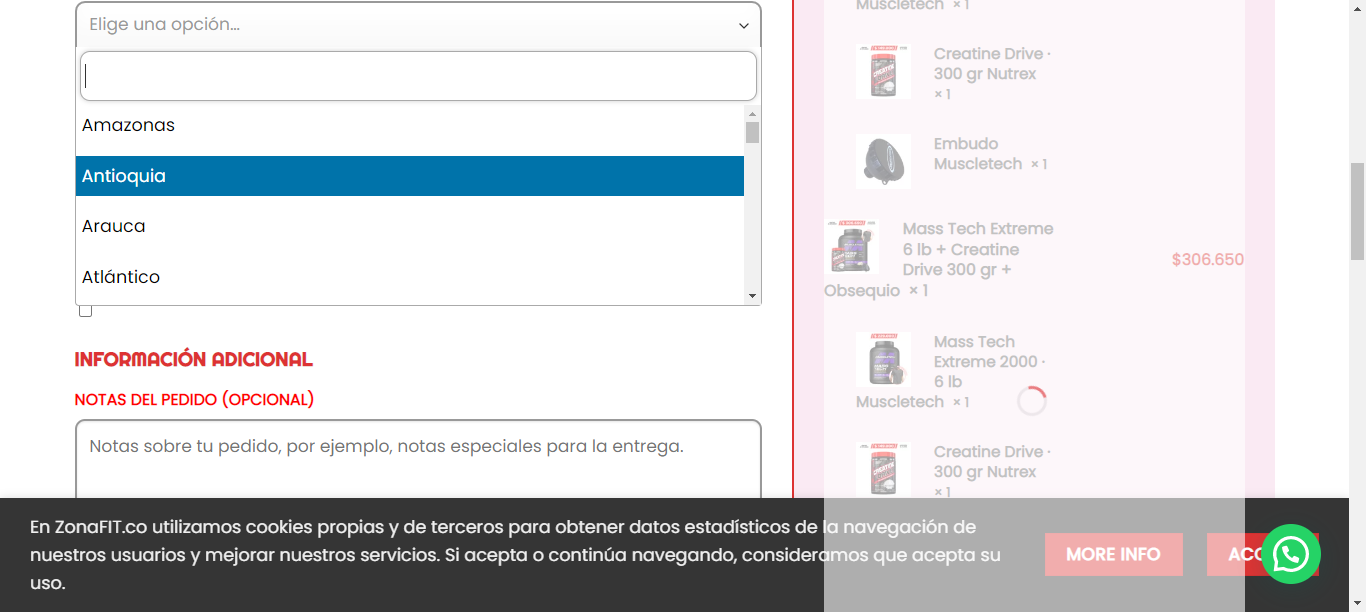 Elige una opción...
Amazonas
Antioquia
Arauca
Atlántico
INFORMACIÓN ADICIONAL
NOTAS DEL PEDIDO (OPCIONAL)
Notas sobre tu pedido, por ejemplo, notas especiales para la entrega.
Muscletech × 1
Creatine Drive ·
300 gr Nutrex
× 1
Embudo
Muscletech × 1
Mass Tech Extreme
6 lb + Creatine
Drive 300 gr +
Obsequio × 1
$306.650
Mass Tech
Extreme 2000 ·
6 lb
Muscletech × 1
Creatine Drive ·
300 gr Nutrex
× 1
En ZonaFIT.co utilizamos cookies propias y de terceros para obtener datos estadísticos de la navegación de
nuestros usuarios y mejorar nuestros servicios. Si acepta o continúa navegando, consideramos que acepta su
uso.
MORE INFO